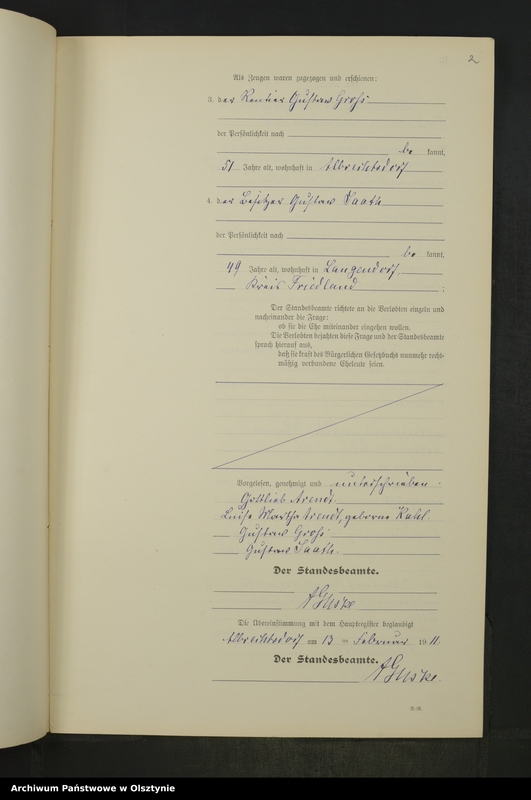 2
Als Zeugen waren zugezogen und erschienen:
3. der Rentier Gustav Groß
der Persönlichkeit nach
be kannt,
51 Jahre alt, wohnhaft in Albrechtsdorf
4. der Besitzer Gustav
der Persönlichkeit nach
be kannt,
49 Jahre alt, wohnhaft in Langendorf,
Kreis Friedland ;
Der Standesbeamte richtete an die Verlobten einzeln und
nacheinander die Frage:
ob sie die Ehe miteinander eingehen wollen.
Die Verlobten bejahten diese Frage und der Standesbeamte
sprach hierauf aus,
daß sie kraft des Bürgerlichen Gesetzbuchs nunmehr recht-
mäßig verbundene Eheleute seien.
Vorgelesen, genehmigt und unterschrieben.
Gottlieb Arendt
Luise Martha Arendt, geborne
Gustav Groß
Gustav
Der Standesbeamte.
AGuske
Die Übereinstimmung mit dem Hauptregister beglaubigt
Albrechtsdorf am 13 ten Februar 1911.
Der Standesbeamte.
AGuske.
Archiwum Państwowe w Olsztynie